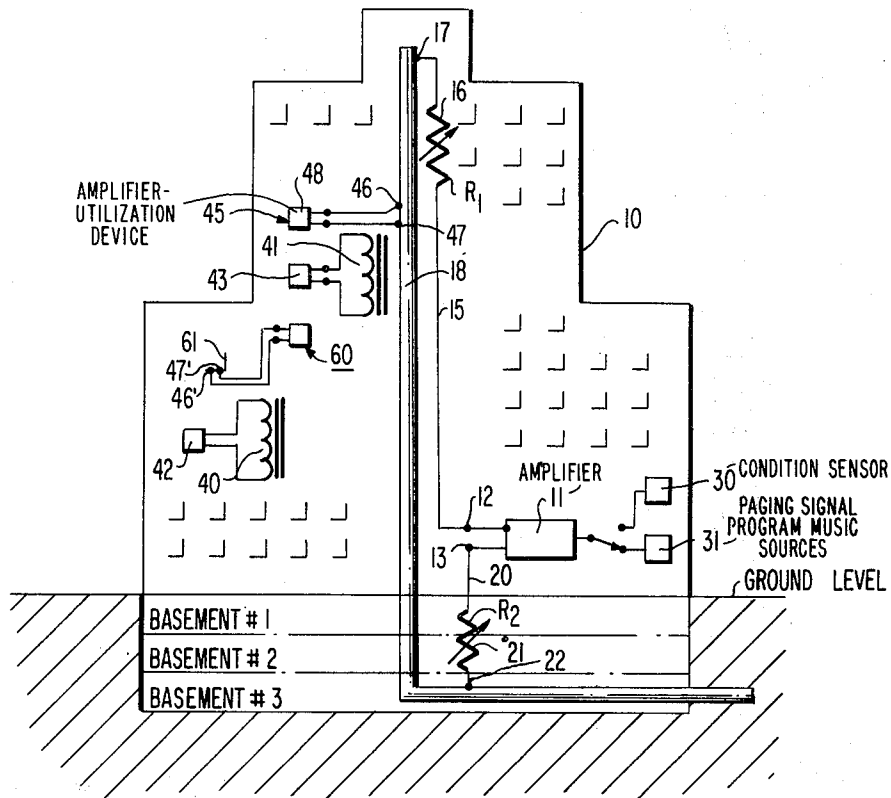 17
16
R1
AMPLIFIER-
UTILIZATION
DEVICE
48
45
46
47
10
41
43
18
15
61
47'
46'
60
42
40
12
AMPLIFIER
11
13
30
CONDITION SENSOR
PAGING SIGNAL
PROGRAM MUSIC
SOURCES
31
20
GROUND LEVEL
BASEMENT #1
R2
BASEMENT #2
21
22
BASEMENT #3